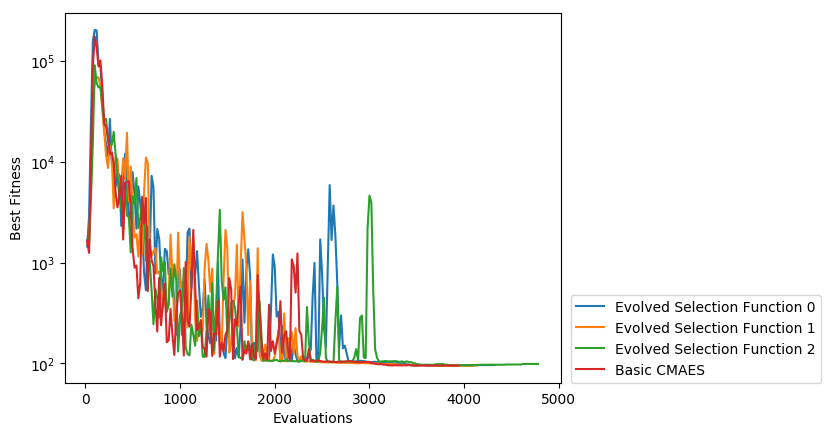 10^5
10^4
10^3
10^2
Best Fitness
0 1000 2000 3000 4000 5000
Evaluations
Evolved Selection Function 0
Evolved Selection Function 1
Evolved Selection Function 2
Basic CMAES